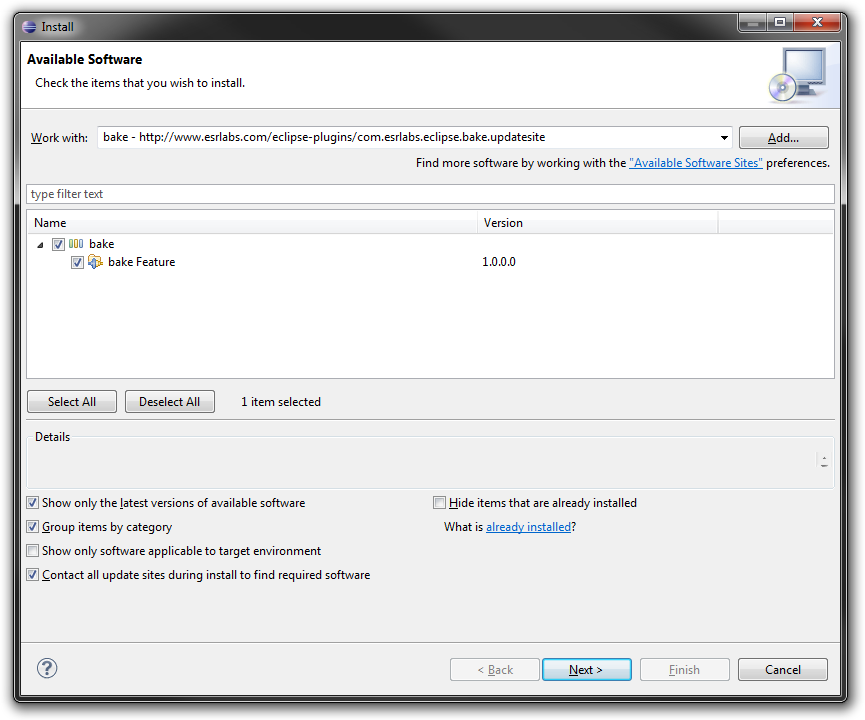 Install
Available Software
Check the items that you wish to install.
Work with: bake - http://www.esrlabs.com/eclipse-plugins/com.esrlabs.eclipse.bake.updatesite Add...
Find more software by working with the "Available Software Sites" preferences.
type filter text
Name Version
bake
bake Feature 1.0.0.0
Select All Deselect All 1 item selected
Details
Show only the latest versions of available software Hide items that are already installed
Group items by category What is already installed?
Show only software applicable to target environment
Contact all update sites during install to find required software
? < Back Next > Finish Cancel